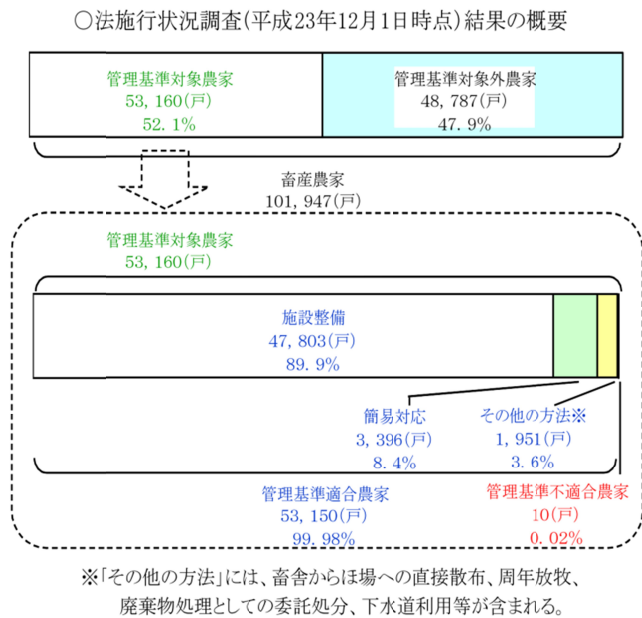 ○法施行状況調査(平成23年12月1日時点)結果の概要
管理基準対象農家
53,160(戸)
52.1%
管理基準対象外農家
48,787(戸)
47.9%
畜産農家
101,947(戸)
管理基準対象農家
53,160(戸)
施設整備
47,803(戸)
89.9%
簡易対応
3,396(戸)
8.4%
その他の方法※
1,951(戸)
3.6%
管理基準適合農家
53,150(戸)
99.98%
管理基準不適合農家
10(戸)
0.02%
※「その他の方法」には、畜舎からほ場への直接散布、周年放牧、
廃棄物処理としての委託処分、下水道利用等が含まれる。